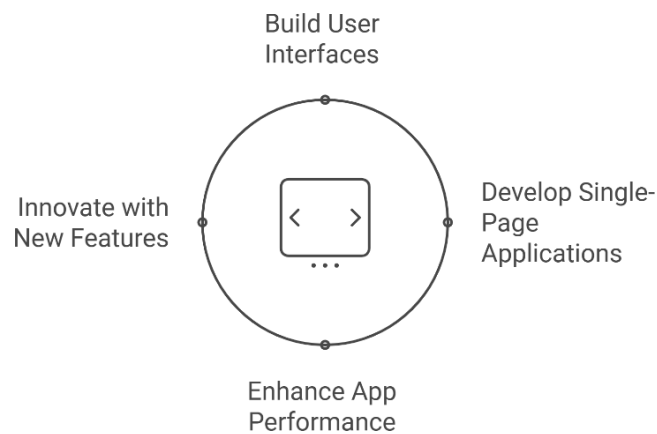 Build User
Interfaces
Innovate with
New Features
Develop Single-
Page
Applications
Enhance App
Performance